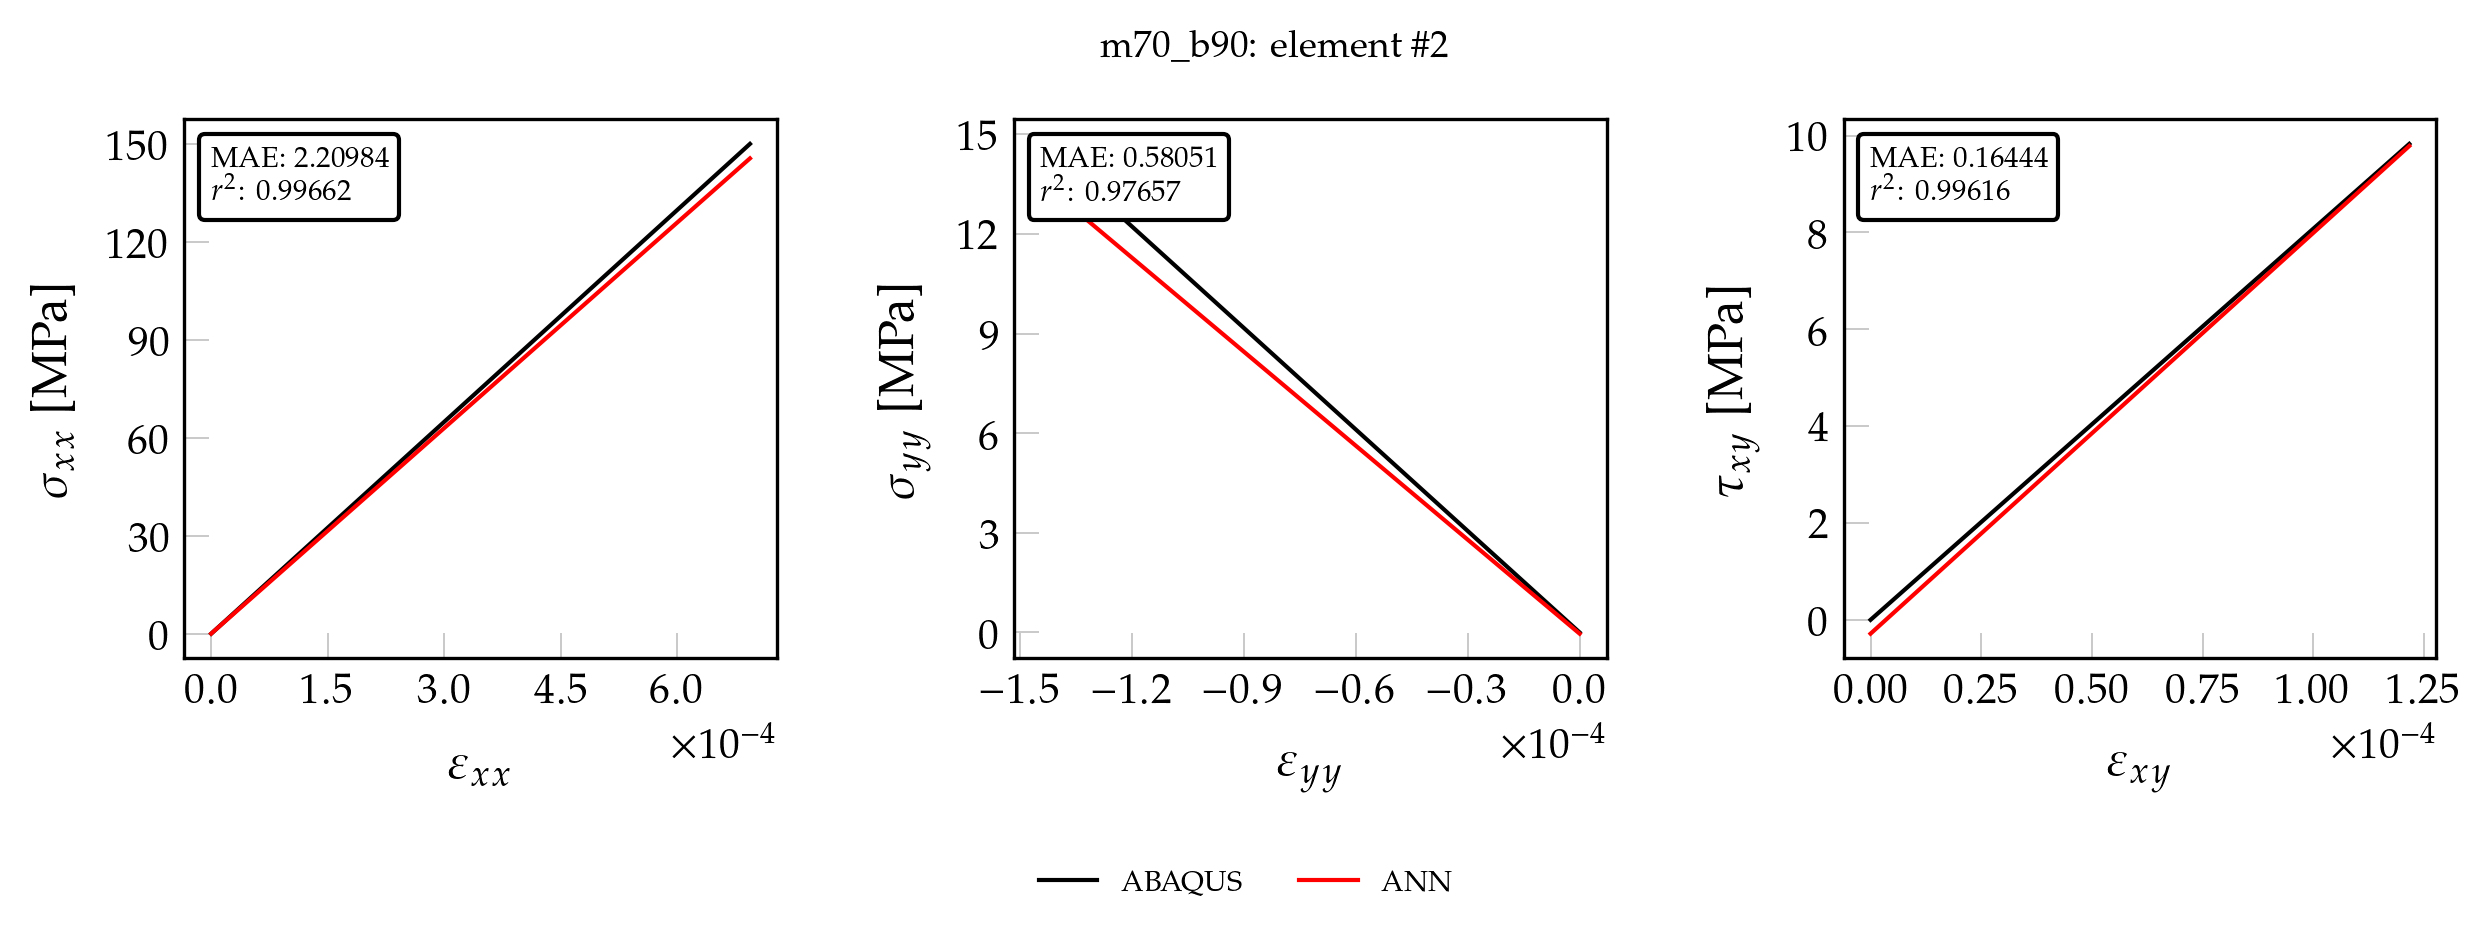 m70_b90: element #2
MAE: 2.20984
r²: 0.99662
150
120
90
60
30
0
σxx [MPa]
0.0 1.5 3.0 4.5 6.0
×10⁻⁴
εxx
MAE: 0.58051
r²: 0.97657
15
12
9
6
3
0
σyy [MPa]
−1.5 −1.2 −0.9 −0.6 −0.3 0.0
×10⁻⁴
εyy
MAE: 0.16444
r²: 0.99616
10
8
6
4
2
0
τxy [MPa]
0.00 0.25 0.50 0.75 1.00 1.25
×10⁻⁴
εxy
ABAQUS ANN